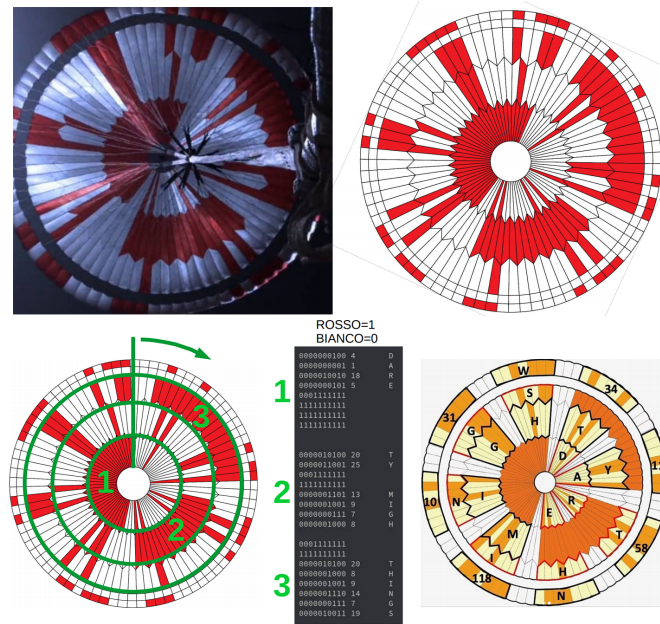 ROSSO=1
BIANCO=0
1
0000000100 4 D
0000000001 1 A
0000010010 18 R
0000000101 5 E
0001111111
1111111111
1111111111
1111111111
2
0000010100 20 T
0000011001 25 Y
0001111111
1111111111
0000001101 13 M
0000001001 9 I
0000000111 7 G
0000001000 8 H
3
0001111111
1111111111
0000010100 20 T
0000001000 8 H
0000001001 9 I
0000001110 14 N
0000000111 7 G
0000010011 19 S
1
2
3
W
34
S
H
T
31
G
G
D
Y
A
10
N
I
R
E
M
T
58
I
118
H
N